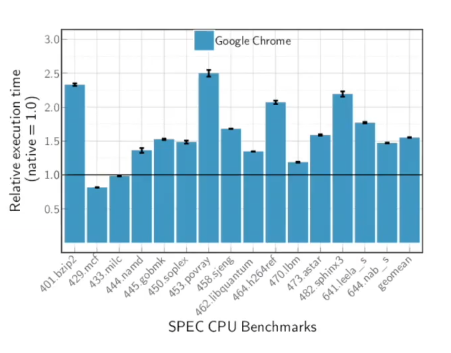 Google Chrome
Relative execution time
(native = 1.0)
3.0
2.5
2.0
1.5
1.0
0.5
401.bzip2
429.mcf
433.milc
444.namd
445.gobmk
450.soplex
453.povray
458.sjeng
462.libquantum
464.h264ref
470.lbm
473.astar
482.sphinx3
641.leela_s
644.nab_s
geomean
SPEC CPU Benchmarks